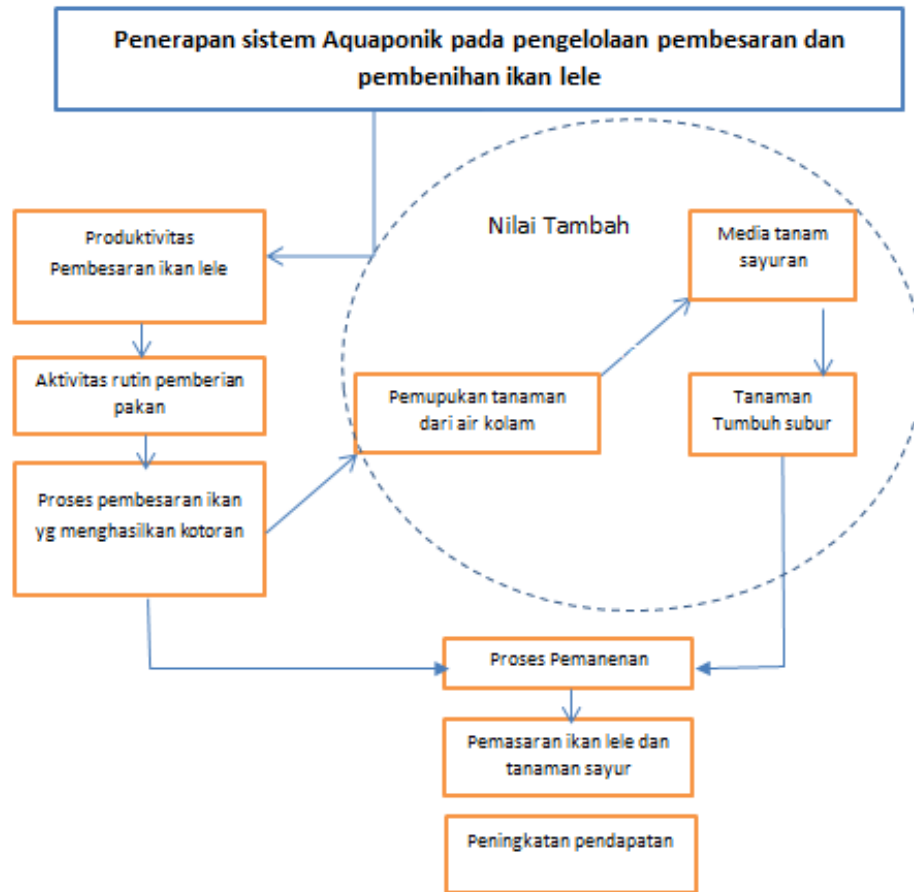 Penerapan sistem Aquaponik pada pengelolaan pembesaran dan
pembenihan ikan lele
Produktivitas
Pembesaran ikan lele
Aktivitas rutin pemberian
pakan
Proses pembesaran ikan
yg menghasilkan kotoran
Nilai Tambah
Pemupukan tanaman
dari air kolam
Media tanam
sayuran
Tanaman
Tumbuh subur
Proses Pemanenan
Pemasaran ikan lele dan
tanaman sayur
Peningkatan pendapatan